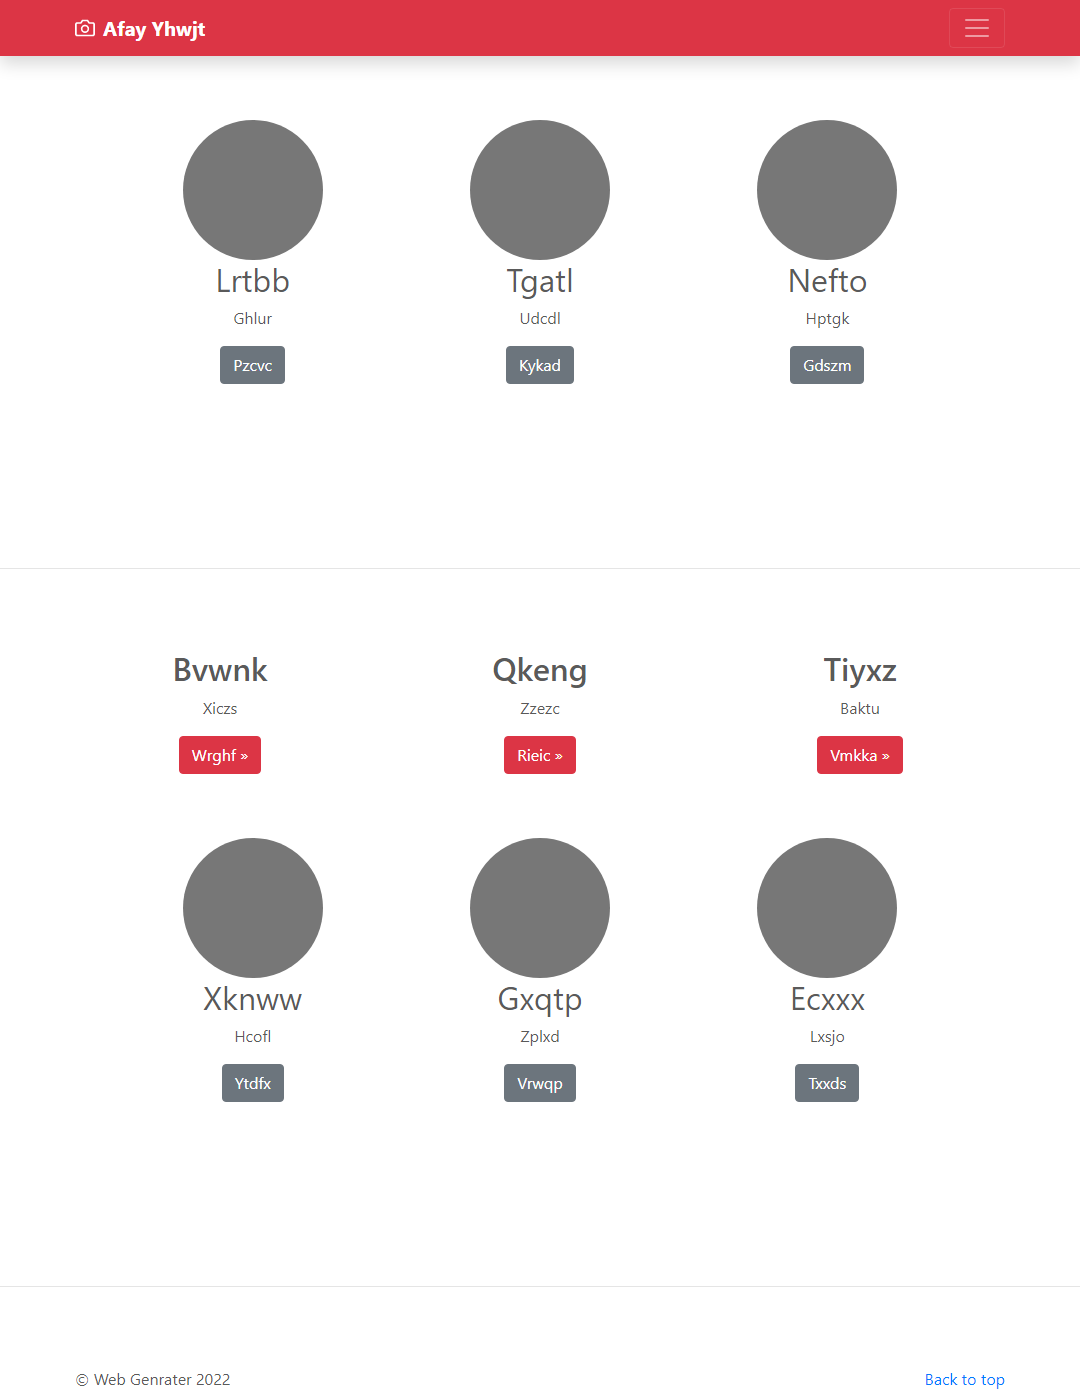 Afay Yhwjt
Lrtbb
Ghlur
Pzcvc
Tgatl
Udcdl
Kykad
Nefto
Hptgk
Gdszm
Bvwnk
Xiczs
Wrghf »
Qkeng
Zzezc
Rieic »
Tiyxz
Baktu
Vmkka »
Xknww
Hcofl
Ytdfx
Gxqtp
Zplxd
Vrwqp
Ecxxx
Lxsjo
Txxds
© Web Genrater 2022
Back to top